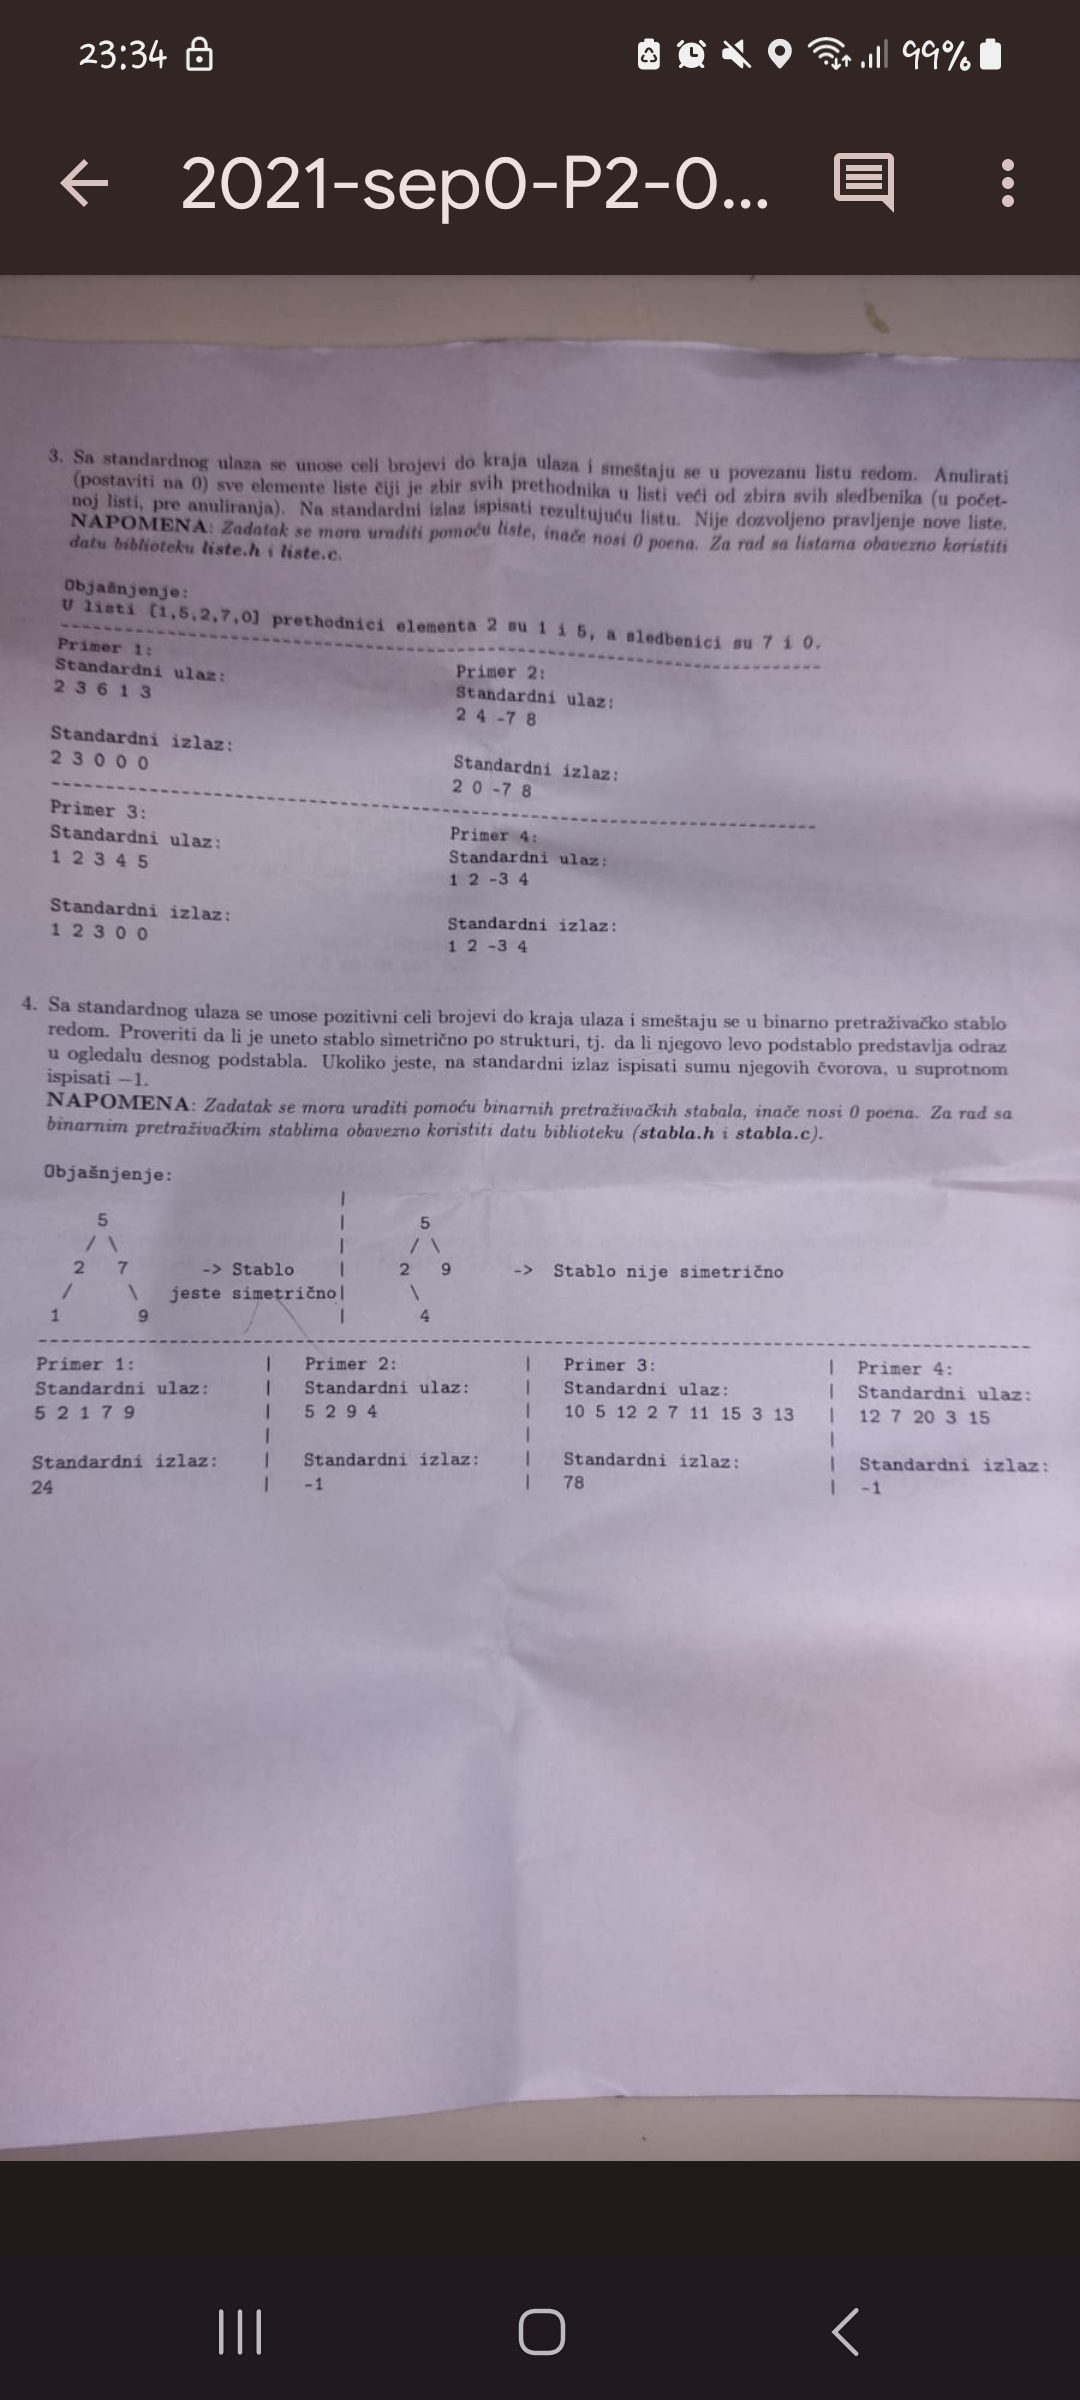 23:34
99%
2021-sep0-P2-0...
3. Sa standardnog ulaza se unose celi brojevi do kraja ulaza i smeštaju se u povezanu listu redom. Anulirati
(postaviti na 0) sve elemente liste čiji je zbir svih prethodnika u listi veći od zbira svih sledbenika (u počet-
noj listi, pre anuliranja). Na standardni izlaz ispisati rezultujuću listu. Nije dozvoljeno pravljenje nove liste.
NAPOMENA: Zadatak se mora uraditi pomoću liste, inače nosi 0 poena. Za rad sa listama obavezno koristiti
datu biblioteku liste.h i liste.c.
Objašnjenje:
U listi [1,5,2,7,0] prethodnici elementa 2 su 1 i 5, a sledbenici su 7 i 0.
Primer 1:
Standardni ulaz:
2 3 6 1 3
Standardni izlaz:
2 3 0 0 0
Primer 2:
Standardni ulaz:
2 4 -7 8
Standardni izlaz:
2 0 -7 8
Primer 3:
Standardni ulaz:
1 2 3 4 5
Standardni izlaz:
1 2 3 0 0
Primer 4:
Standardni ulaz:
1 2 -3 4
Standardni izlaz:
1 2 -3 4
4. Sa standardnog ulaza se unose pozitivni celi brojevi do kraja ulaza i smeštaju se u binarno pretraživačko stablo
redom. Proveriti da li je uneto stablo simetrično po strukturi, tj. da li njegovo levo podstablo predstavlja odraz
u ogledalu desnog podstabla. Ukoliko jeste, na standardni izlaz ispisati sumu njegovih čvorova, u suprotnom
ispisati −1.
NAPOMENA: Zadatak se mora uraditi pomoću binarnih pretraživačkih stabala, inače nosi 0 poena. Za rad sa
binarnim pretraživačkim stablima obavezno koristiti datu biblioteku (stabla.h i stabla.c).
Objašnjenje:
5
/ \
2 7 -> Stablo
/ \ jeste simetrično
1 9
5
/ \
2 9 -> Stablo nije simetrično
\
4
Primer 1:
Standardni ulaz:
5 2 1 7 9
Standardni izlaz:
24
Primer 2:
Standardni ulaz:
5 2 9 4
Standardni izlaz:
-1
Primer 3:
Standardni ulaz:
10 5 12 2 7 11 15 3 13
Standardni izlaz:
78
Primer 4:
Standardni ulaz:
12 7 20 3 15
Standardni izlaz:
-1